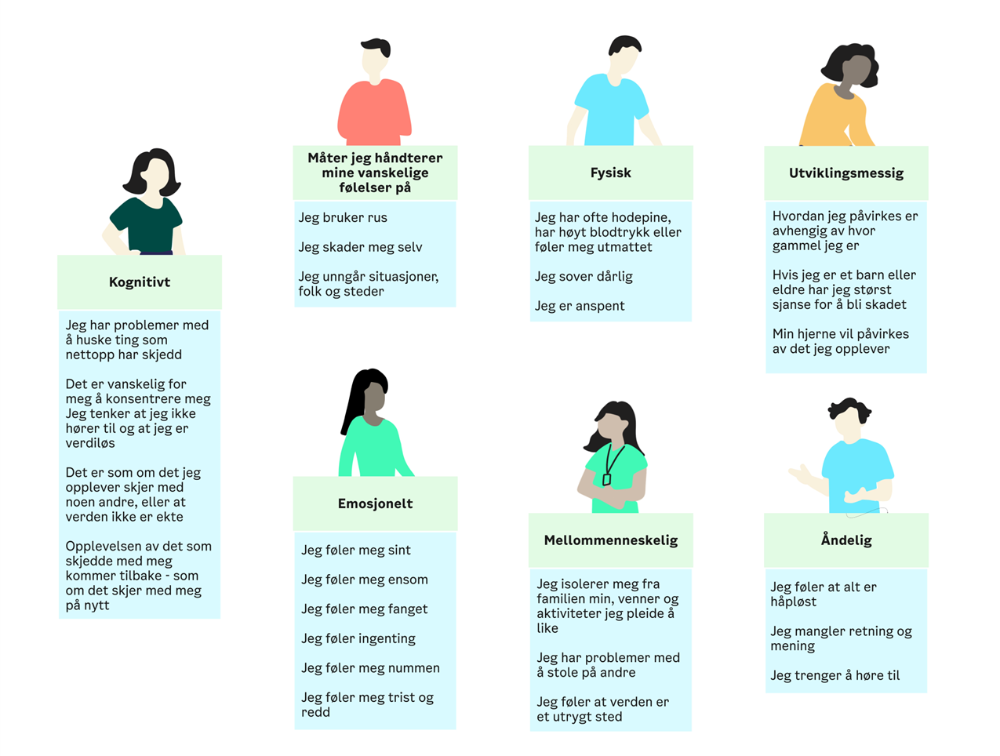 Kognitivt
Jeg har problemer med
å huske ting som
nettopp har skjedd
Det er vanskelig for
meg å konsentrere meg
Jeg tenker at jeg ikke
hører til og at jeg er
verdiløs
Det er som om det jeg
opplever skjer med
noen andre, eller at
verden ikke er ekte
Opplevelsen av det som
skjedde med meg
kommer tilbake - som
om det skjer med meg
på nytt
Måter jeg håndterer
mine vanskelige
følelser på
Jeg bruker rus
Jeg skader meg selv
Jeg unngår situasjoner,
folk og steder
Fysisk
Jeg har ofte hodepine,
har høyt blodtrykk eller
føler meg utmattet
Jeg sover dårlig
Jeg er anspent
Utviklingsmessig
Hvordan jeg påvirkes er
avhengig av hvor
gammel jeg er
Hvis jeg er et barn eller
eldre har jeg størst
sjanse for å bli skadet
Min hjerne vil påvirkes
av det jeg opplever
Emosjonelt
Jeg føler meg sint
Jeg føler meg ensom
Jeg føler meg fanget
Jeg føler ingenting
Jeg føler meg nummen
Jeg føler meg trist og
redd
Mellommenneskelig
Jeg isolerer meg fra
familien min, venner og
aktiviteter jeg pleide å
like
Jeg har problemer med
å stole på andre
Jeg føler at verden er
et utrygt sted
Åndelig
Jeg føler at alt er
håpløst
Jeg mangler retning og
mening
Jeg trenger å høre til